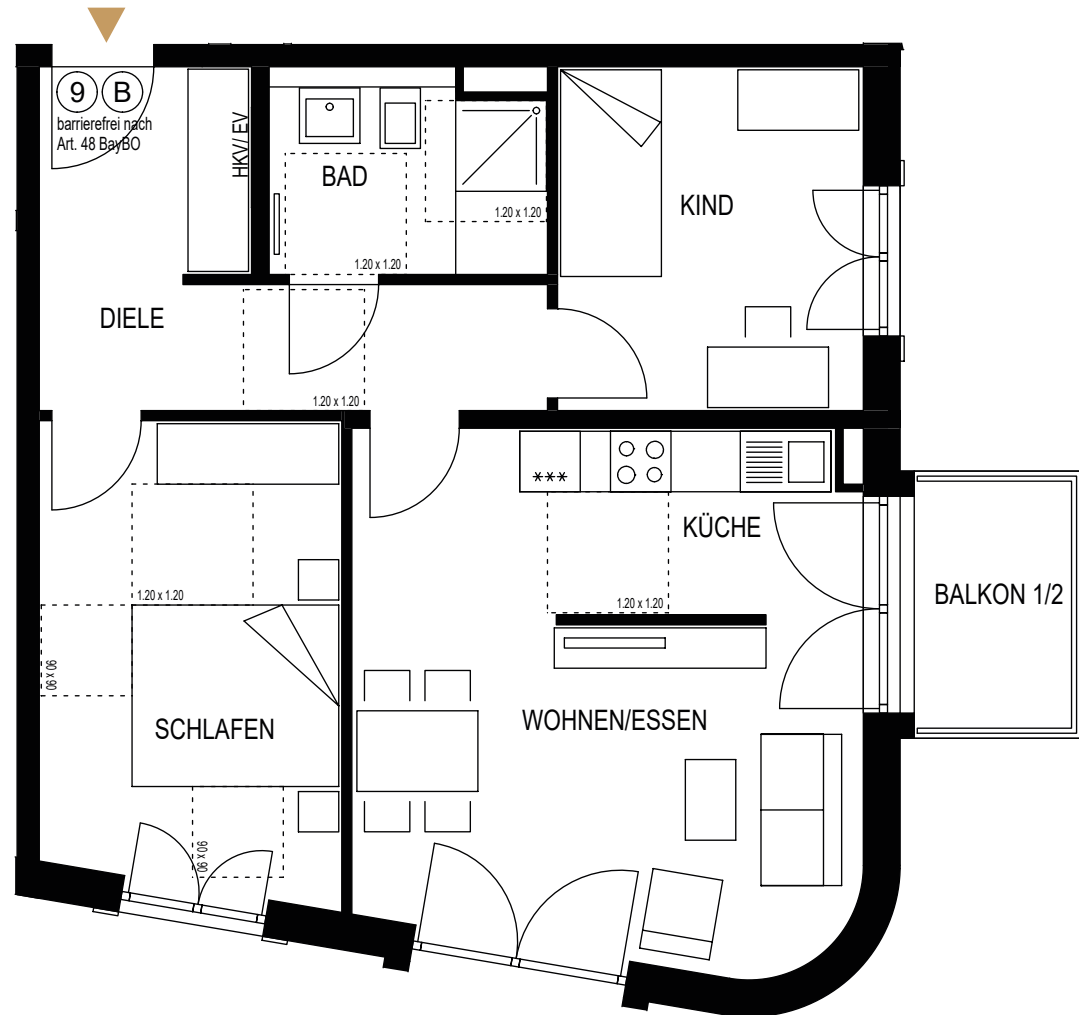 9 B
barrierefrei nach
Art. 48 BayBO
HKV/ EV
BAD
1.20 x 1.20
1.20 x 1.20
KIND
DIELE
1.20 x 1.20
KÜCHE
1.20 x 1.20
BALKON 1/2
1.20 x 1.20
90 x 90
SCHLAFEN
WOHNEN/ESSEN
90 x 90